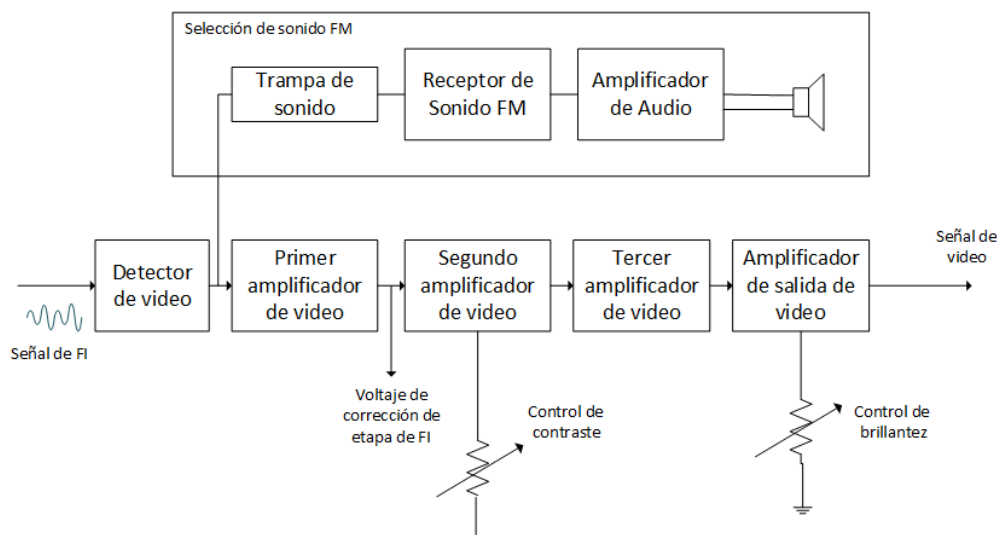 Selección de sonido FM
Trampa de
sonido
Receptor de
Sonido FM
Amplificador
de Audio
Detector
de video
Primer
amplificador
de video
Segundo
amplificador
de video
Tercer
amplificador
de video
Amplificador
de salida de
video
Señal de
video
Señal de FI
Voltaje de
corrección de
etapa de FI
Control de
contraste
Control de
brillantez